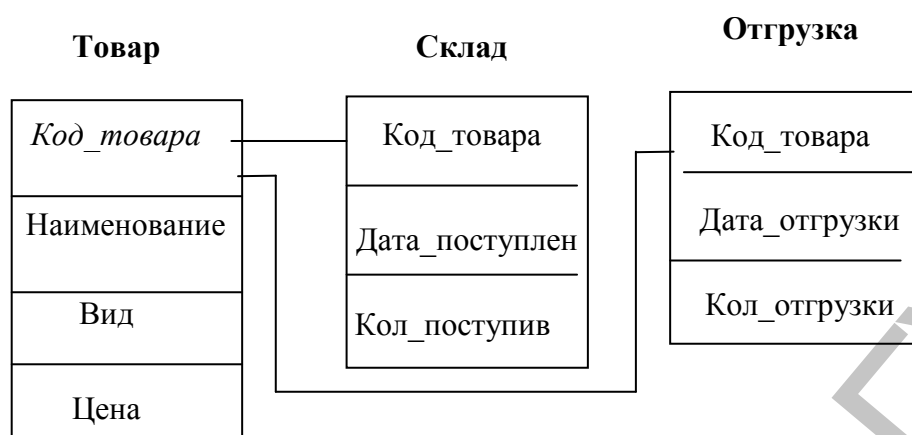 Товар
Код_товара
Наименование
Вид
Цена
Склад
Код_товара
Дата_поступлен
Кол_поступив
Отгрузка
Код_товара
Дата_отгрузки
Кол_отгрузки